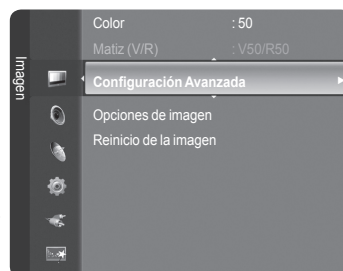 Imagen
Color : 50
Matiz (V/R) : V50/R50
Configuración Avanzada
Opciones de imagen
Reinicio de la imagen